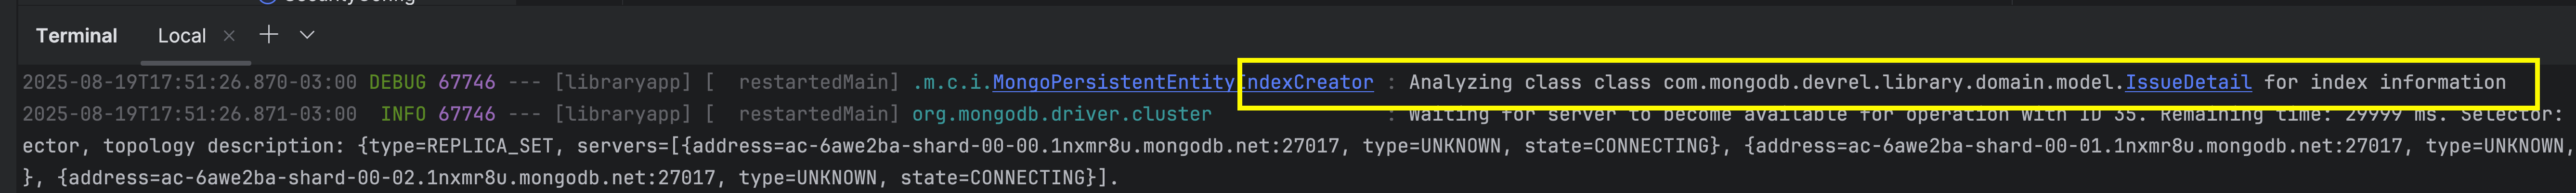 SecurityConfig
Terminal Local
2025-08-19T17:51:26.870-03:00 DEBUG 67746 --- [libraryapp] [  restartedMain] .m.c.i.MongoPersistentEntityIndexCreator : Analyzing class class com.mongodb.devrel.library.domain.model.IssueDetail for index information
2025-08-19T17:51:26.871-03:00  INFO 67746 --- [libraryapp] [  restartedMain] org.mongodb.driver.cluster               : Waiting for server to become available for operation with ID 35. Remaining time: 29999 ms. Selector:
ector, topology description: {type=REPLICA_SET, servers=[{address=ac-6awe2ba-shard-00-00.1nxmr8u.mongodb.net:27017, type=UNKNOWN, state=CONNECTING}, {address=ac-6awe2ba-shard-00-01.1nxmr8u.mongodb.net:27017, type=UNKNOWN,
}, {address=ac-6awe2ba-shard-00-02.1nxmr8u.mongodb.net:27017, type=UNKNOWN, state=CONNECTING}].